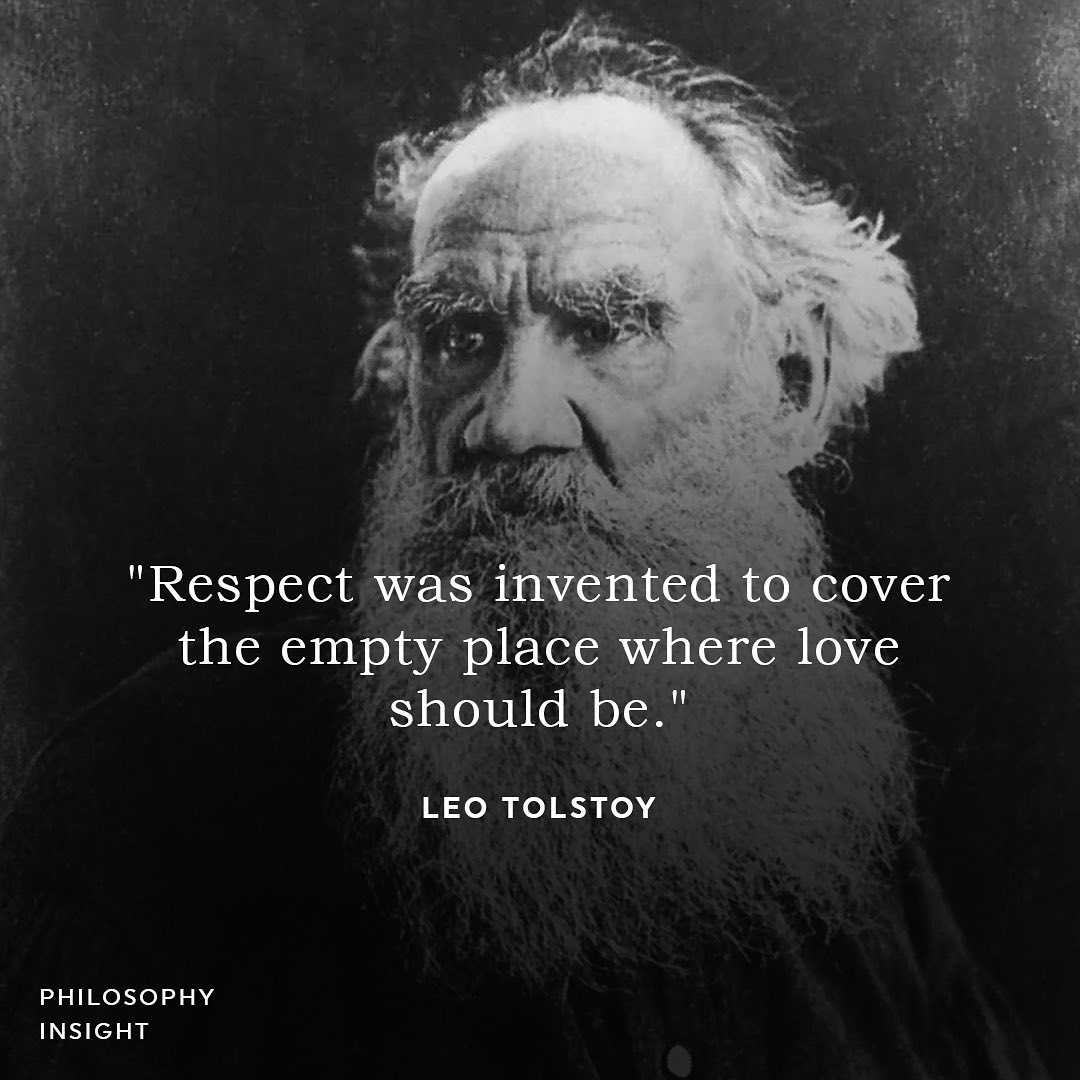 "Respect was invented to cover
the empty place where love
should be."
LEO TOLSTOY
PHILOSOPHY
INSIGHT